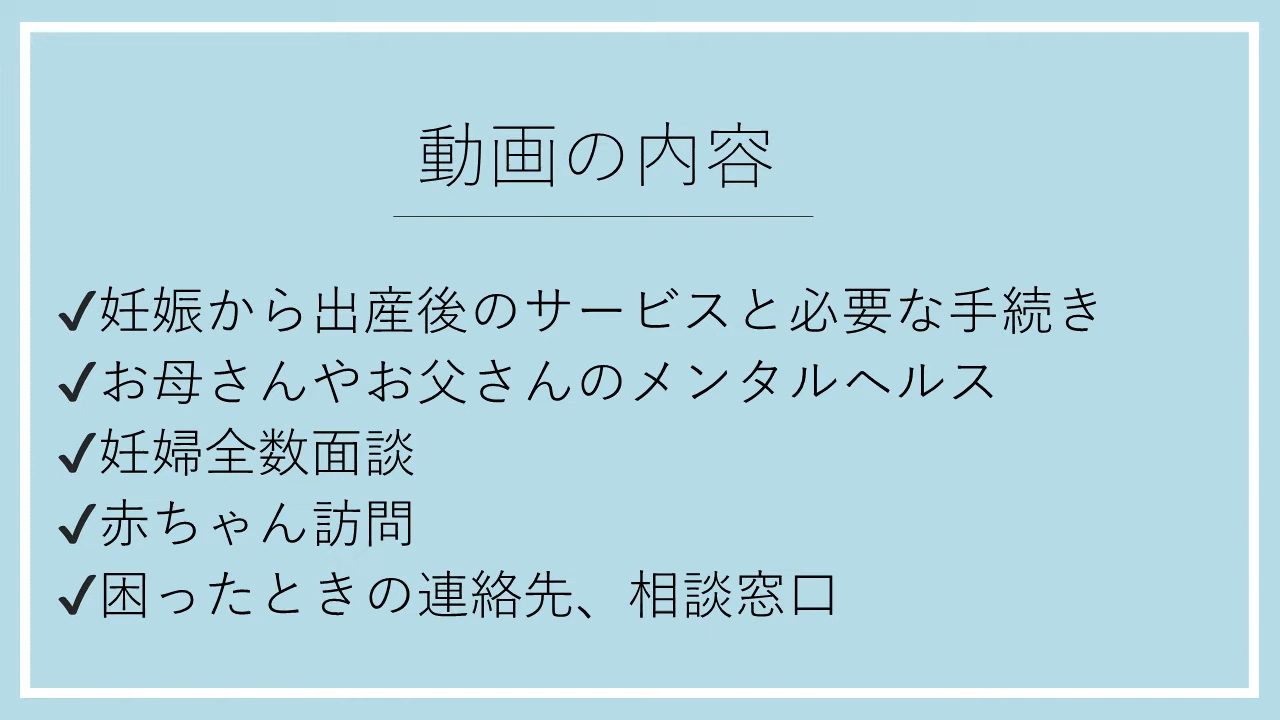 動画の内容
✓妊娠から出産後のサービスと必要な手続き
✓お母さんやお父さんのメンタルヘルス
✓妊婦全数面談
✓赤ちゃん訪問
✓困ったときの連絡先、相談窓口